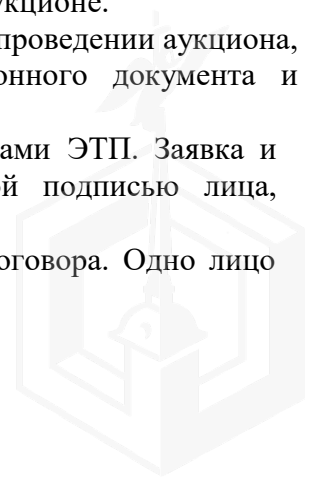 укционе.
проведении аукциона,
онного документа и
ами ЭТП. Заявка и
й подписью лица,
оговора. Одно лицо